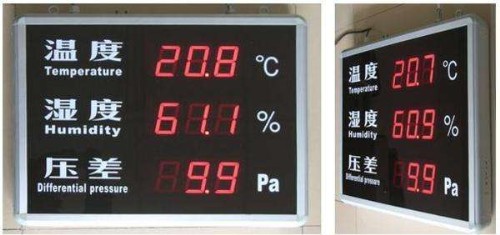 温度 20.8 ℃
Temperature
湿度 61.1 %
Humidity
压差 9.9 Pa
Differential pressure
温度 20.7 ℃
Temperature
湿度 60.9 %
Humidity
压差 9.9 Pa
Differential pressure